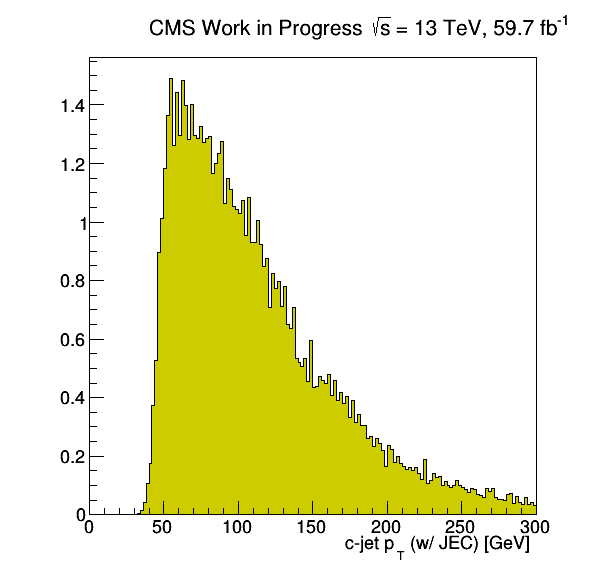 CMS Work in Progress √s = 13 TeV, 59.7 fb⁻¹
1.4
1.2
1
0.8
0.6
0.4
0.2
0
0 50 100 150 200 250 300
c-jet p_T (w/ JEC) [GeV]